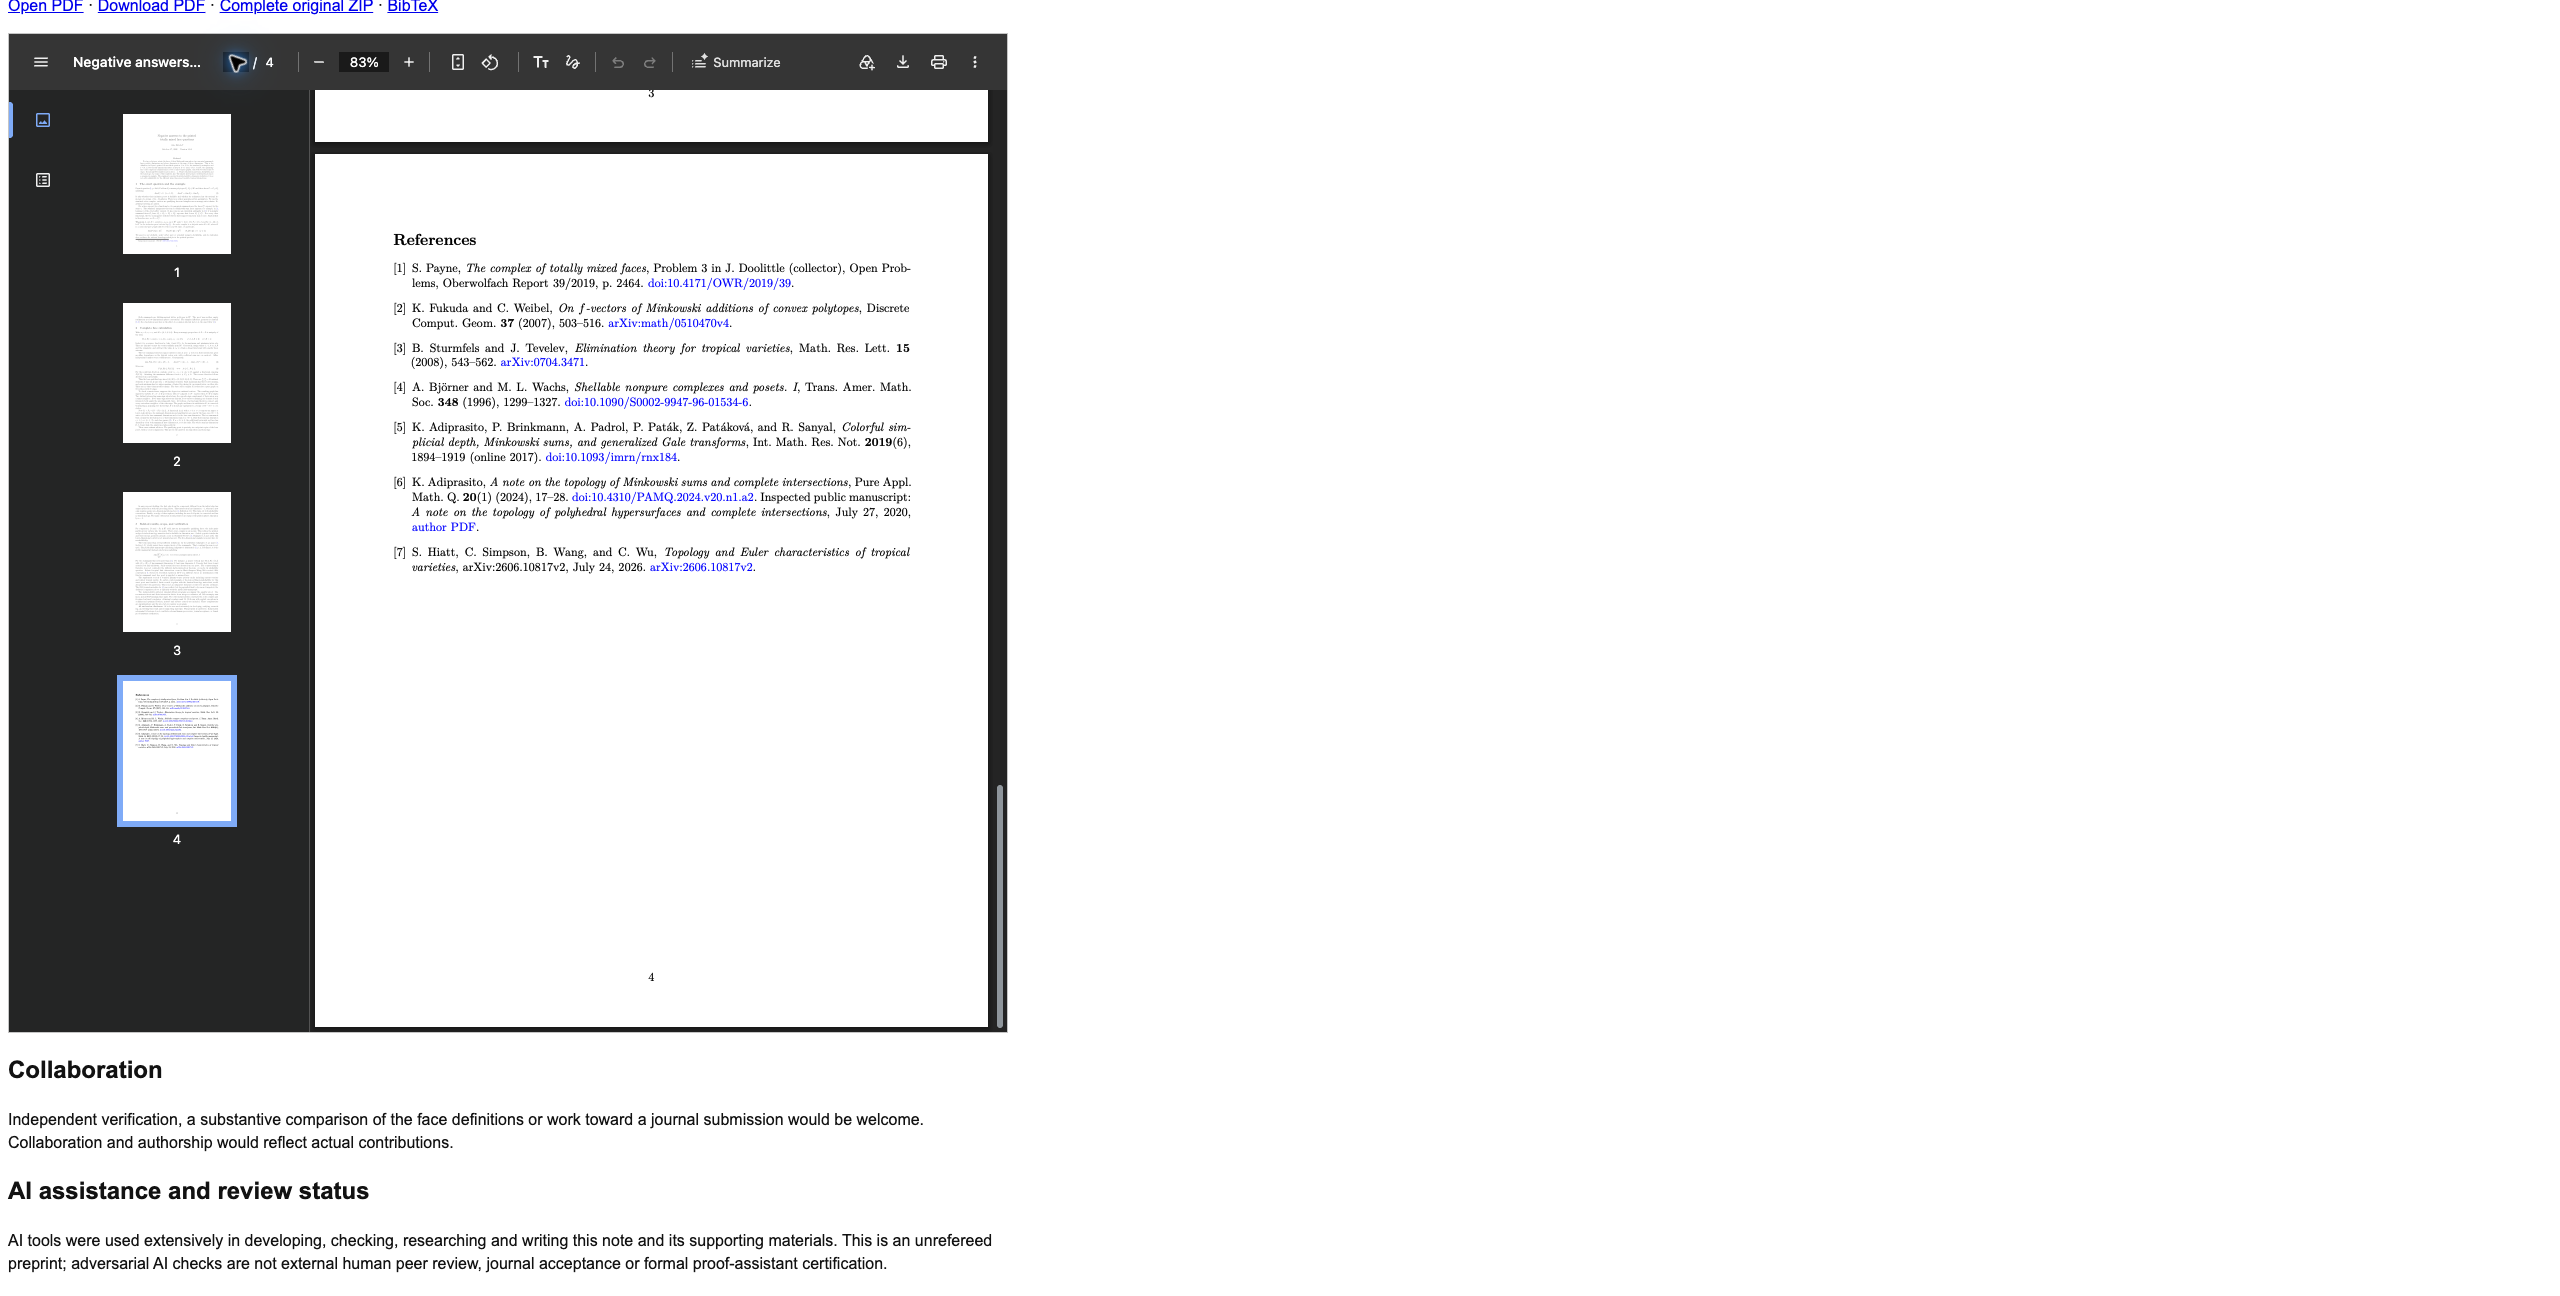 Open PDF · Download PDF · Complete original ZIP · BibTeX
Negative answers... / 4 83% Summarize
1
2
3
4
3
References
[1] S. Payne, The complex of totally mixed faces, Problem 3 in J. Doolittle (collector), Open Prob-
lems, Oberwolfach Report 39/2019, p. 2464. doi:10.4171/OWR/2019/39.
[2] K. Fukuda and C. Weibel, On f-vectors of Minkowski additions of convex polytopes, Discrete
Comput. Geom. 37 (2007), 503–516. arXiv:math/0510470v4.
[3] B. Sturmfels and J. Tevelev, Elimination theory for tropical varieties, Math. Res. Lett. 15
(2008), 543–562. arXiv:0704.3471.
[4] A. Björner and M. L. Wachs, Shellable nonpure complexes and posets. I, Trans. Amer. Math.
Soc. 348 (1996), 1299–1327. doi:10.1090/S0002-9947-96-01534-6.
[5] K. Adiprasito, P. Brinkmann, A. Padrol, P. Paták, Z. Patáková, and R. Sanyal, Colorful sim-
plicial depth, Minkowski sums, and generalized Gale transforms, Int. Math. Res. Not. 2019(6),
1894–1919 (online 2017). doi:10.1093/imrn/rnx184.
[6] K. Adiprasito, A note on the topology of Minkowski sums and complete intersections, Pure Appl.
Math. Q. 20(1) (2024), 17–28. doi:10.4310/PAMQ.2024.v20.n1.a2. Inspected public manuscript:
A note on the topology of polyhedral hypersurfaces and complete intersections, July 27, 2020,
author PDF.
[7] S. Hiatt, C. Simpson, B. Wang, and C. Wu, Topology and Euler characteristics of tropical
varieties, arXiv:2606.10817v2, July 24, 2026. arXiv:2606.10817v2.
4
Collaboration
Independent verification, a substantive comparison of the face definitions or work toward a journal submission would be welcome.
Collaboration and authorship would reflect actual contributions.
AI assistance and review status
AI tools were used extensively in developing, checking, researching and writing this note and its supporting materials. This is an unrefereed
preprint; adversarial AI checks are not external human peer review, journal acceptance or formal proof-assistant certification.